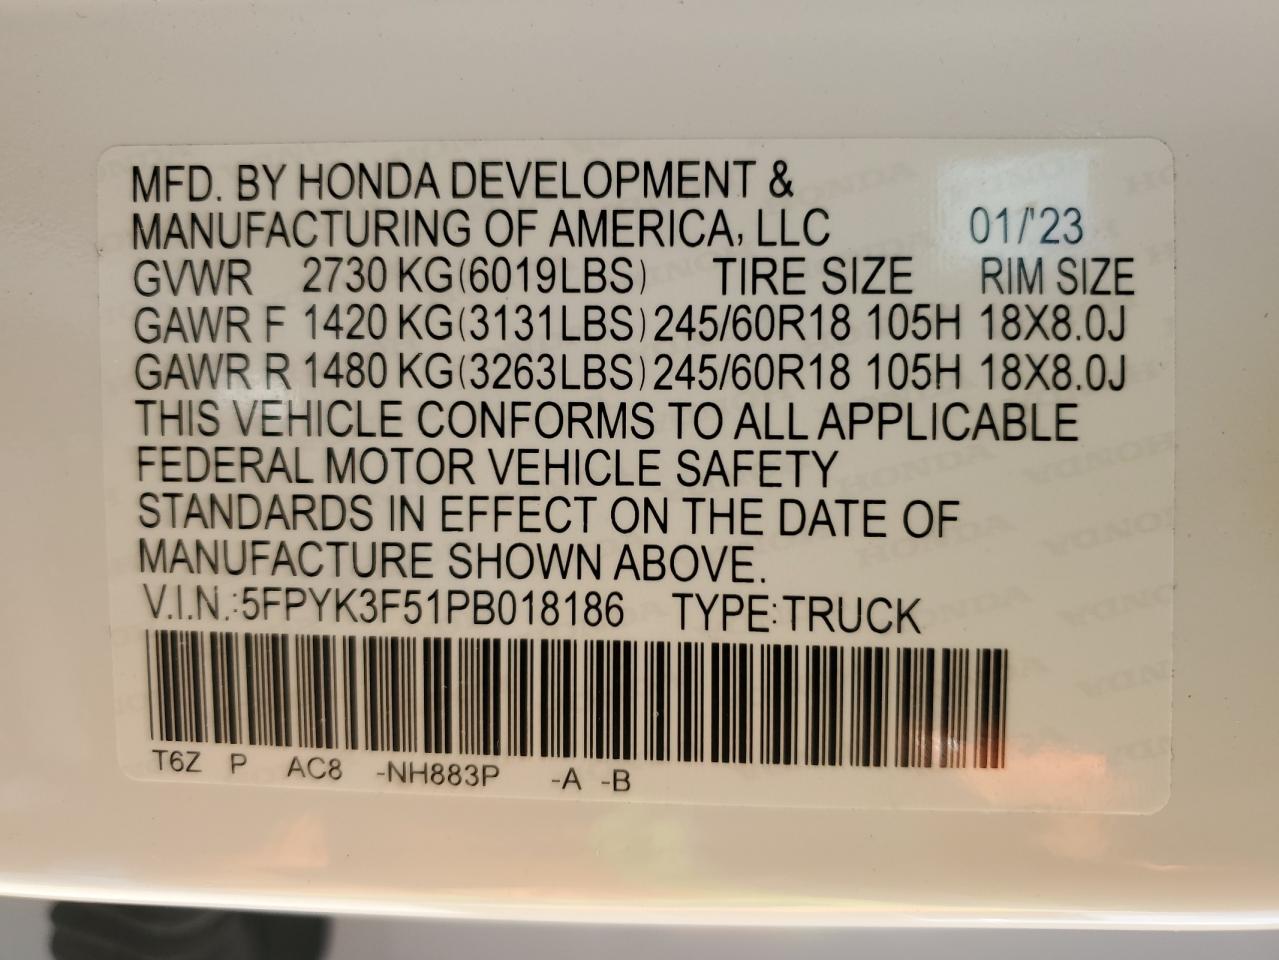 MFD. BY HONDA DEVELOPMENT &
MANUFACTURING OF AMERICA, LLC 01/'23
GVWR 2730 KG(6019LBS) TIRE SIZE RIM SIZE
GAWR F 1420 KG(3131LBS) 245/60R18 105H 18X8.0J
GAWR R 1480 KG(3263LBS) 245/60R18 105H 18X8.0J
THIS VEHICLE CONFORMS TO ALL APPLICABLE
FEDERAL MOTOR VEHICLE SAFETY
STANDARDS IN EFFECT ON THE DATE OF
MANUFACTURE SHOWN ABOVE.
V.I.N.:5FPYK3F51PB018186 TYPE:TRUCK
T6Z P AC8 -NH883P -A -B